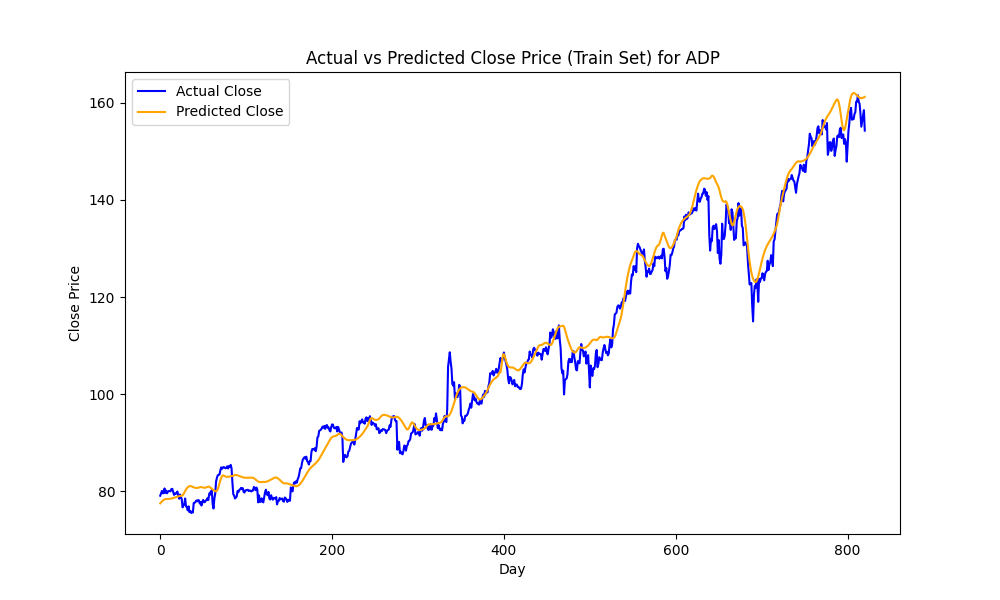 Actual vs Predicted Close Price (Train Set) for ADP
Actual Close
Predicted Close
160
140
120
100
80
Close Price
0 200 400 600 800
Day